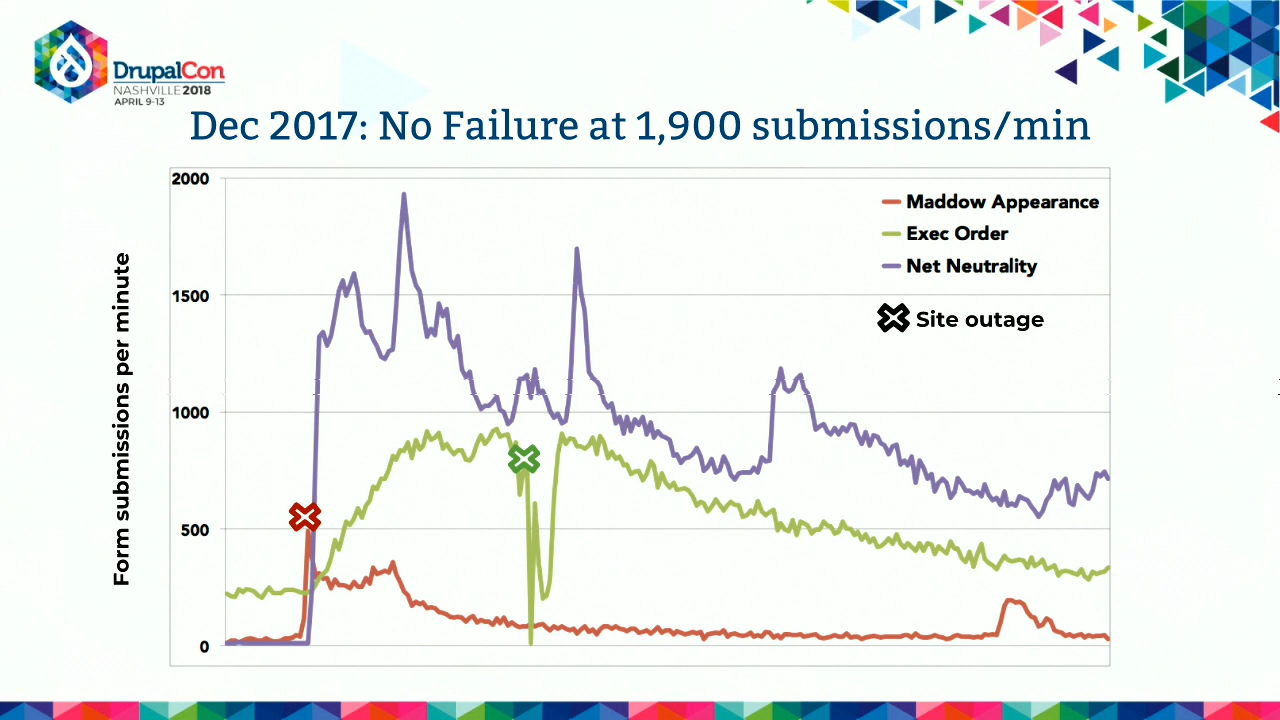 DrupalCon
NASHVILLE 2018
APRIL 9-13
Dec 2017: No Failure at 1,900 submissions/min
Form submissions per minute
2000
1500
1000
500
0
Maddow Appearance
Exec Order
Net Neutrality
Site outage